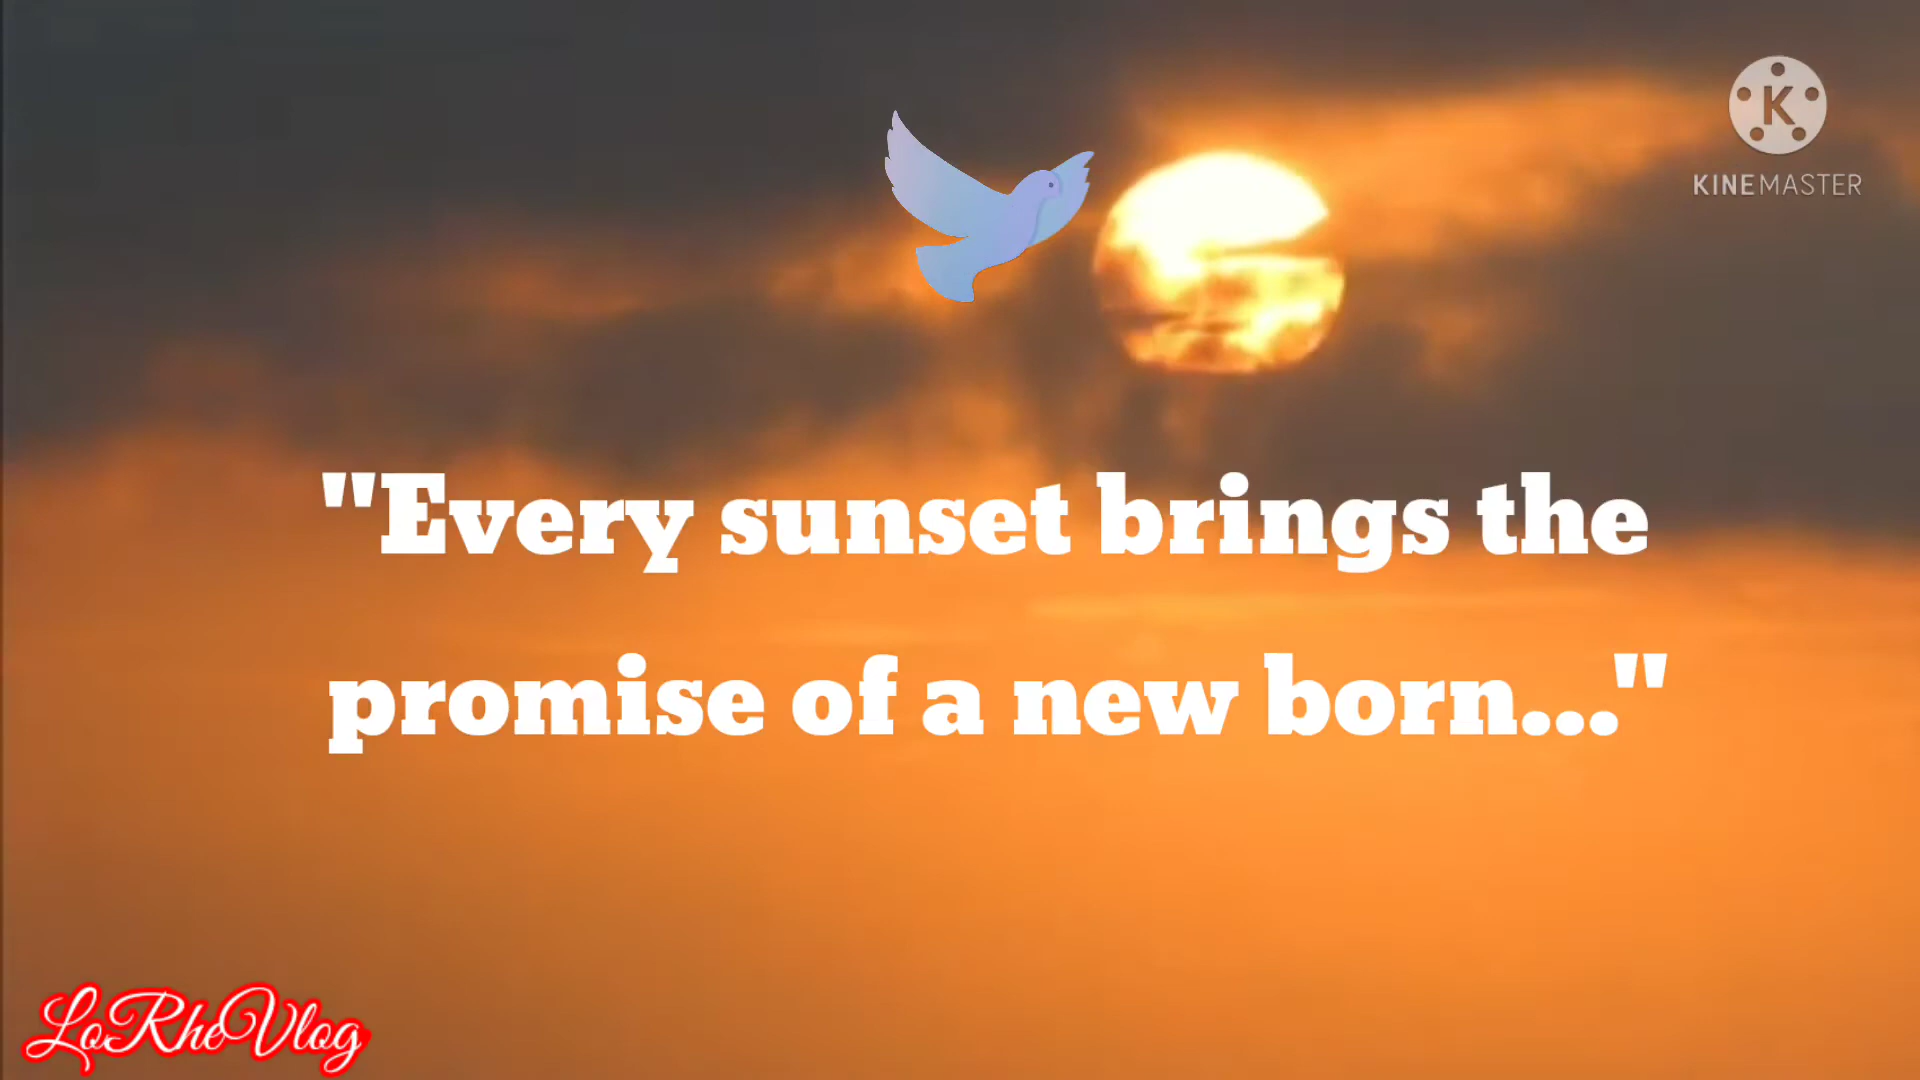 K
KINEMASTER
"Every sunset brings the
promise of a new born..."
LoRheVlog